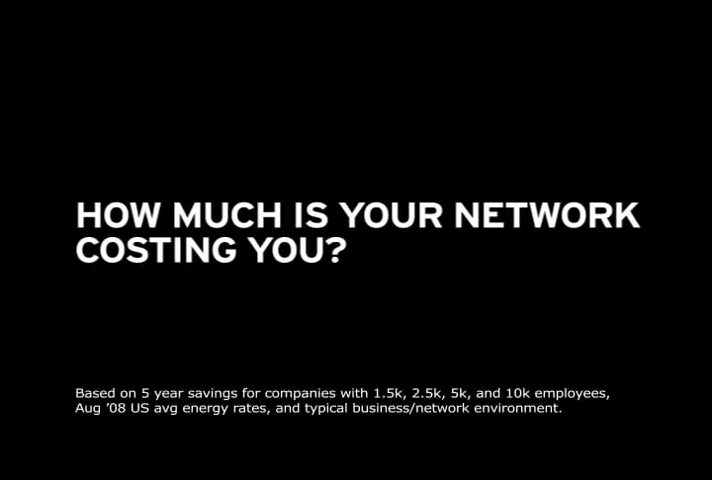 HOW MUCH IS YOUR NETWORK
COSTING YOU?
Based on 5 year savings for companies with 1.5k, 2.5k, 5k, and 10k employees,
Aug ’08 US avg energy rates, and typical business/network environment.